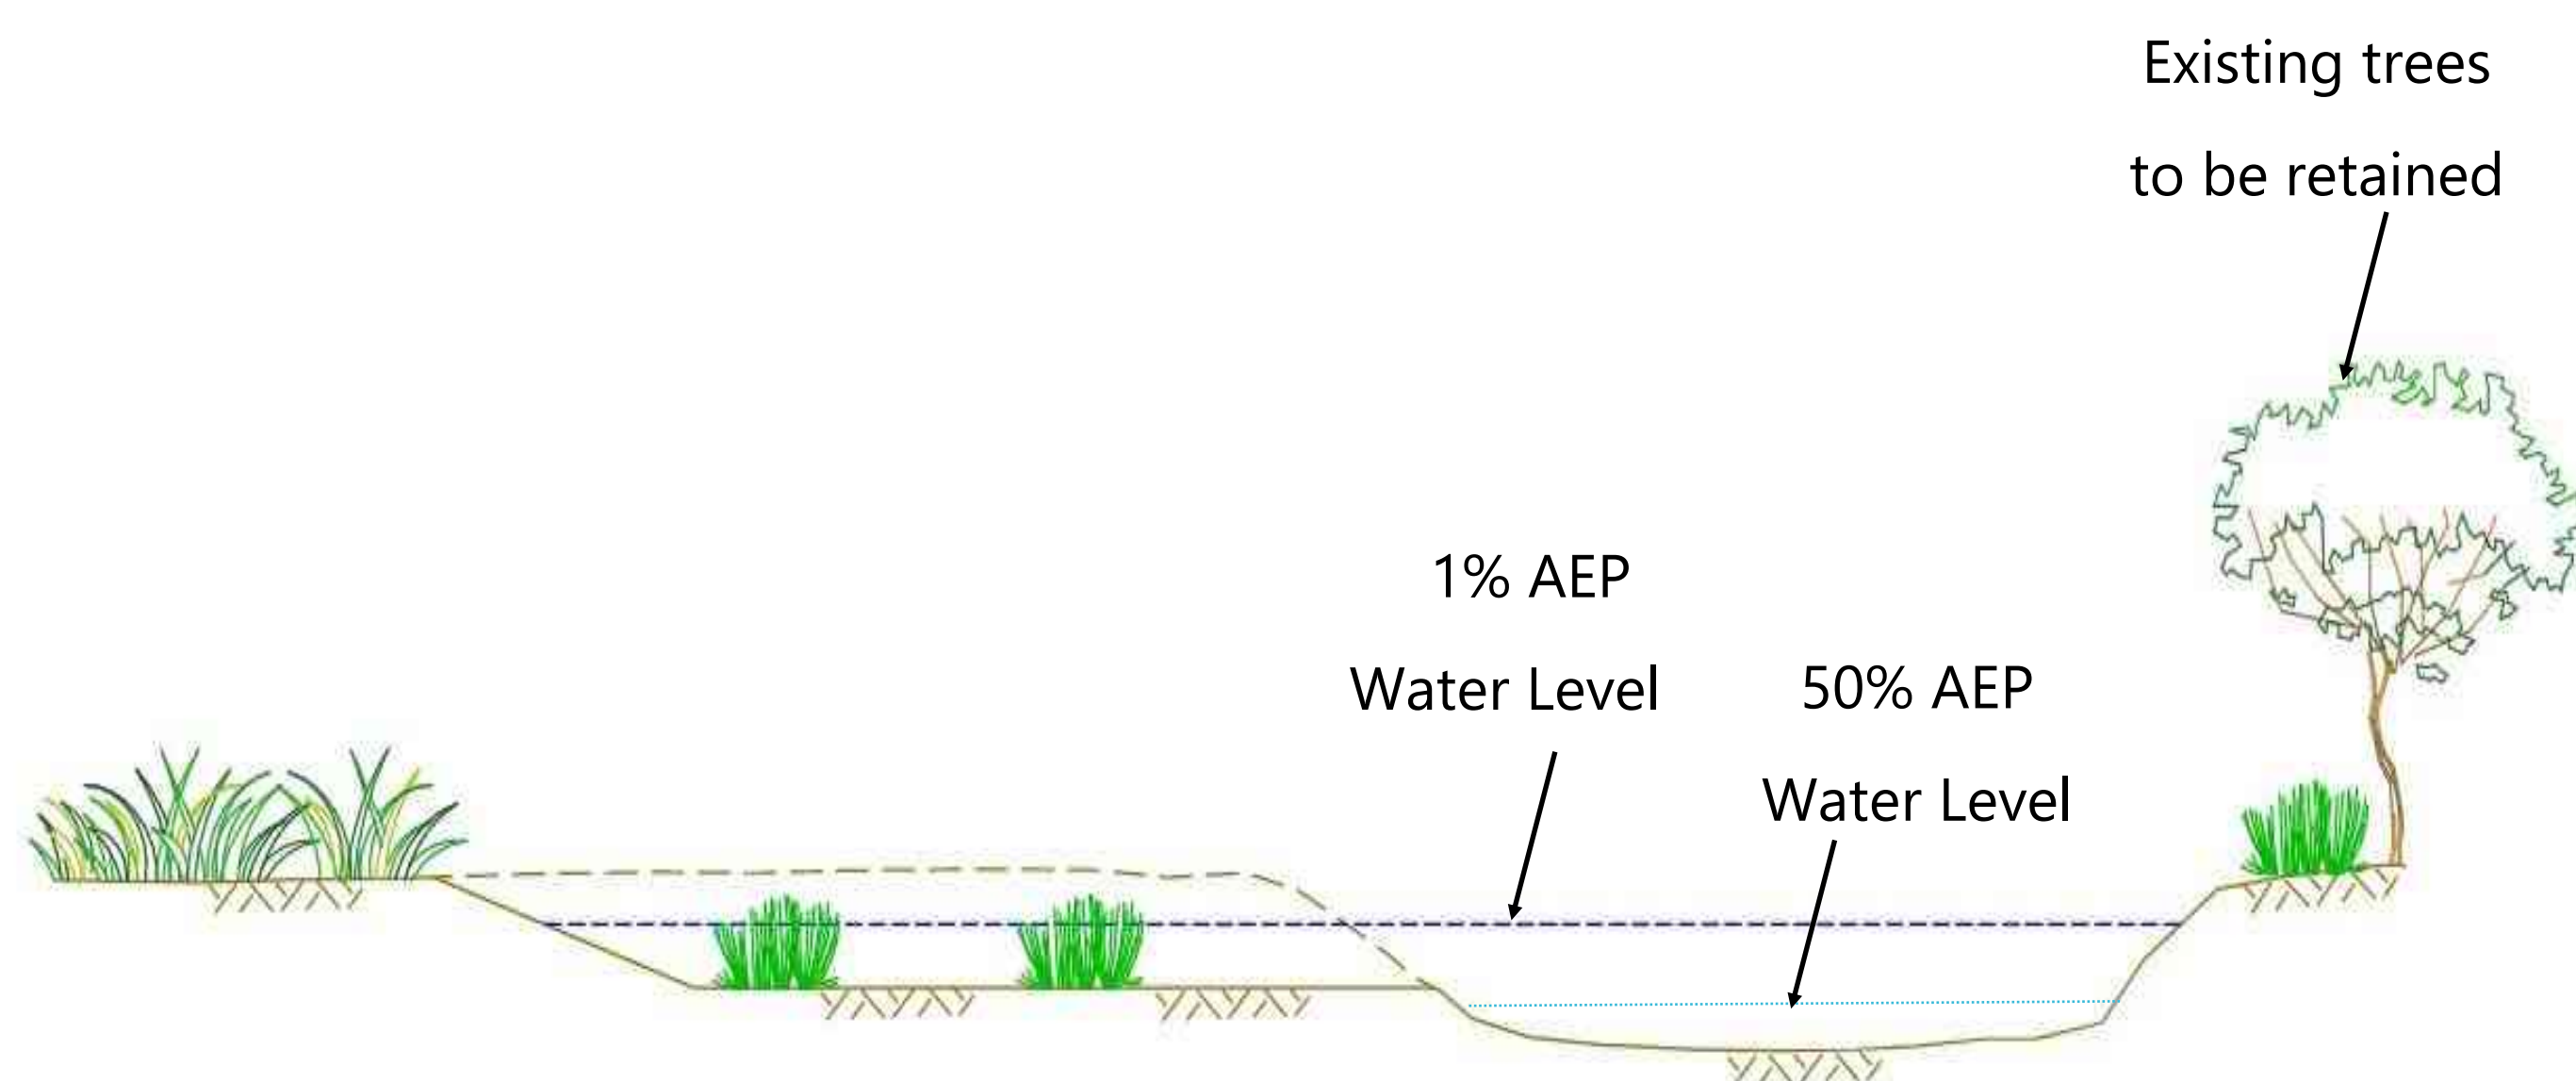 Existing trees
to be retained
1% AEP
Water Level
50% AEP
Water Level